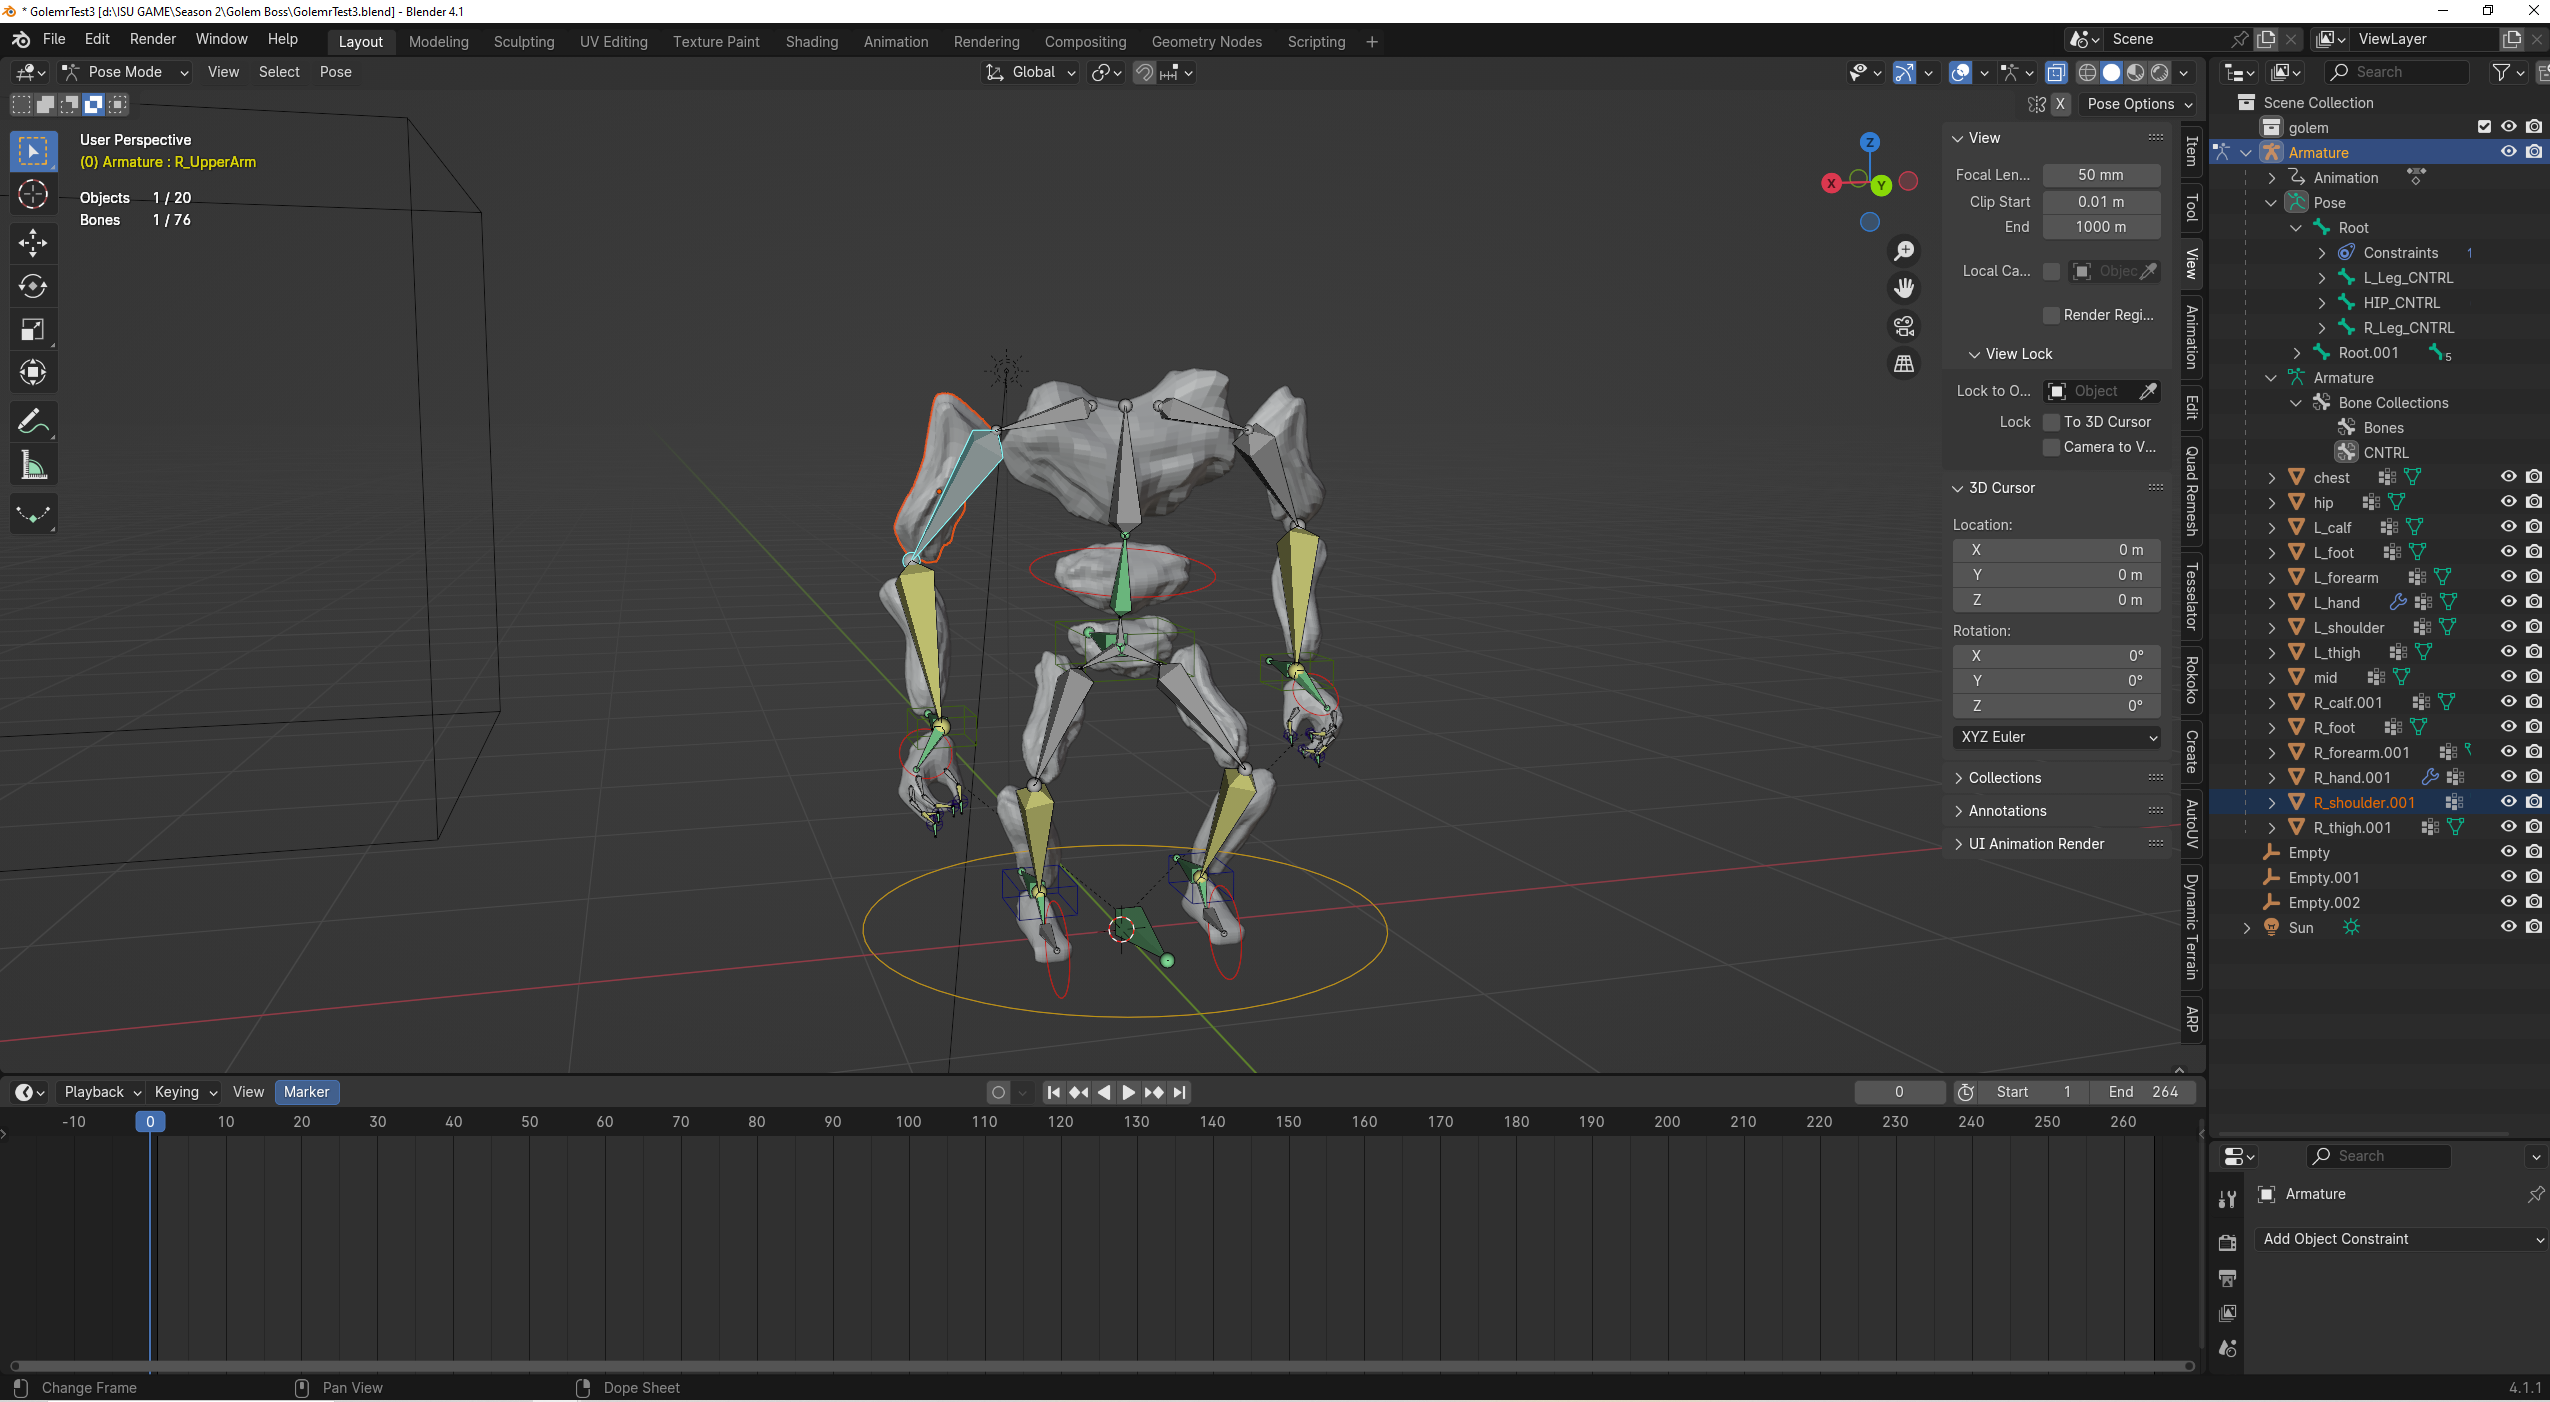 * GolemrTest3 [d:\ISU GAME\Season 2\Golem Boss\GolemrTest3.blend] - Blender 4.1
File Edit Render Window Help Layout Modeling Sculpting UV Editing Texture Paint Shading Animation Rendering Compositing Geometry Nodes Scripting + Scene ViewLayer
Pose Mode View Select Pose Global Search
X Pose Options
User Perspective
(0) Armature : R_UpperArm
Objects 1 / 20
Bones 1 / 76
Z
X
Y
View
Focal Len... 50 mm
Clip Start 0.01 m
End 1000 m
Local Ca... Objec
Render Regi...
View Lock
Lock to O... Object
Lock To 3D Cursor
Camera to V...
3D Cursor
Location:
X 0 m
Y 0 m
Z 0 m
Rotation:
X 0°
Y 0°
Z 0°
XYZ Euler
Collections
Annotations
UI Animation Render
Item
Tool
View
Animation
Edit
Quad Remesh
Tesselator
Rokoko
Create
AutoUV
Dynamic Terrain
ARP
Scene Collection
golem
Armature
Animation
Pose
Root
Constraints 1
L_Leg_CNTRL
HIP_CNTRL
R_Leg_CNTRL
Root.001 5
Armature
Bone Collections
Bones
CNTRL
chest
hip
L_calf
L_foot
L_forearm
L_hand
L_shoulder
L_thigh
mid
R_calf.001
R_foot
R_forearm.001
R_hand.001
R_shoulder.001
R_thigh.001
Empty
Empty.001
Empty.002
Sun
Playback Keying View Marker 0 Start 1 End 264
-10 0 10 20 30 40 50 60 70 80 90 100 110 120 130 140 150 160 170 180 190 200 210 220 230 240 250 260
Search
Armature
Add Object Constraint
Change Frame Pan View Dope Sheet 4.1.1